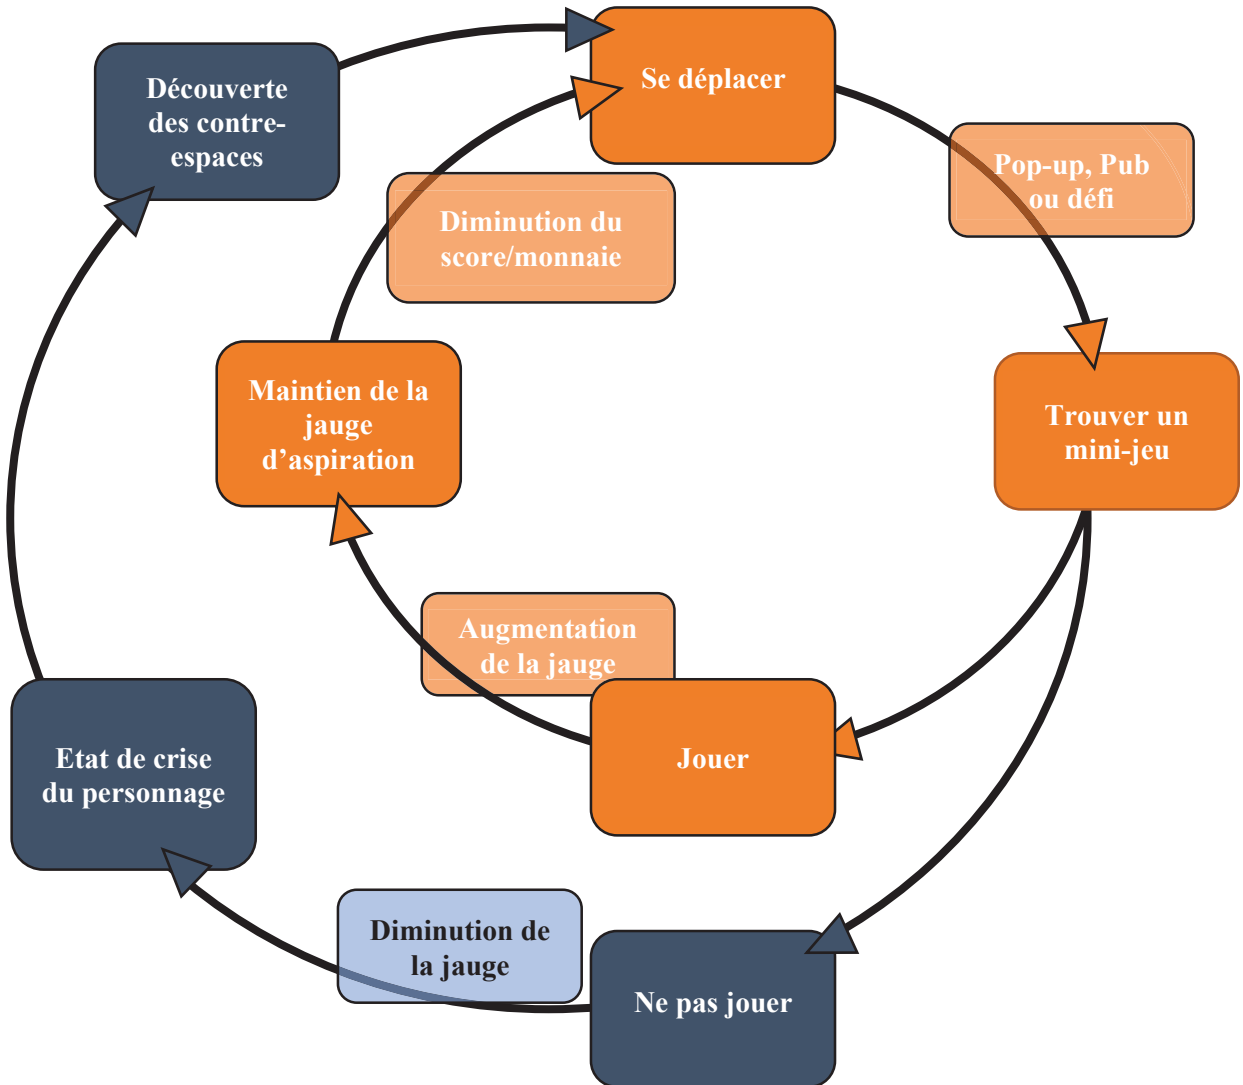 Découverte
des contre-
espaces
Se déplacer
Pop-up, Pub
ou défi
Diminution du
score/monnaie
Maintien de la
jauge
d’aspiration
Trouver un
mini-jeu
Augmentation
de la jauge
Jouer
Etat de crise
du personnage
Diminution de
la jauge
Ne pas jouer